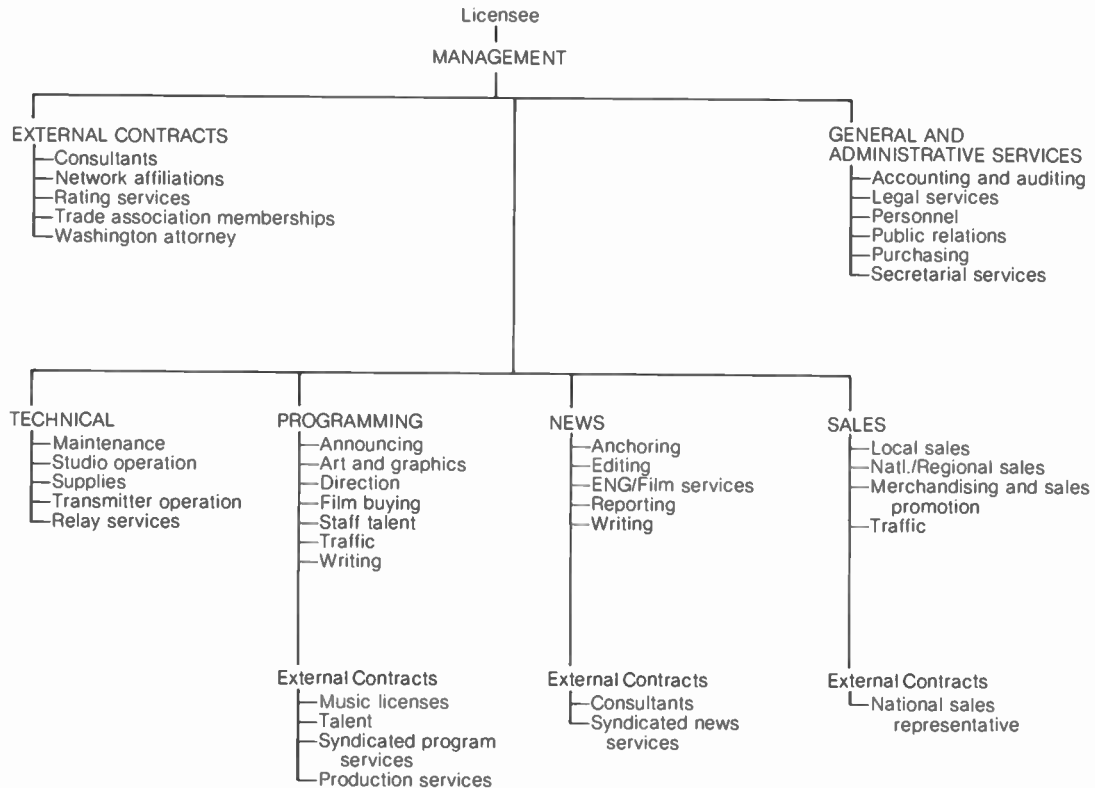 Licensee
MANAGEMENT
EXTERNAL CONTRACTS
Consultants
Network affiliations
Rating services
Trade association memberships
Washington attorney
GENERAL AND
ADMINISTRATIVE SERVICES
Accounting and auditing
Legal services
Personnel
Public relations
Purchasing
Secretarial services
TECHNICAL
Maintenance
Studio operation
Supplies
Transmitter operation
Relay services
PROGRAMMING
Announcing
Art and graphics
Direction
Film buying
Staff talent
Traffic
Writing
External Contracts
Music licenses
Talent
Syndicated program
services
Production services
NEWS
Anchoring
Editing
ENG/Film services
Reporting
Writing
External Contracts
Consultants
Syndicated news
services
SALES
Local sales
Natl./Regional sales
Merchandising and sales
promotion
Traffic
External Contracts
National sales
representative